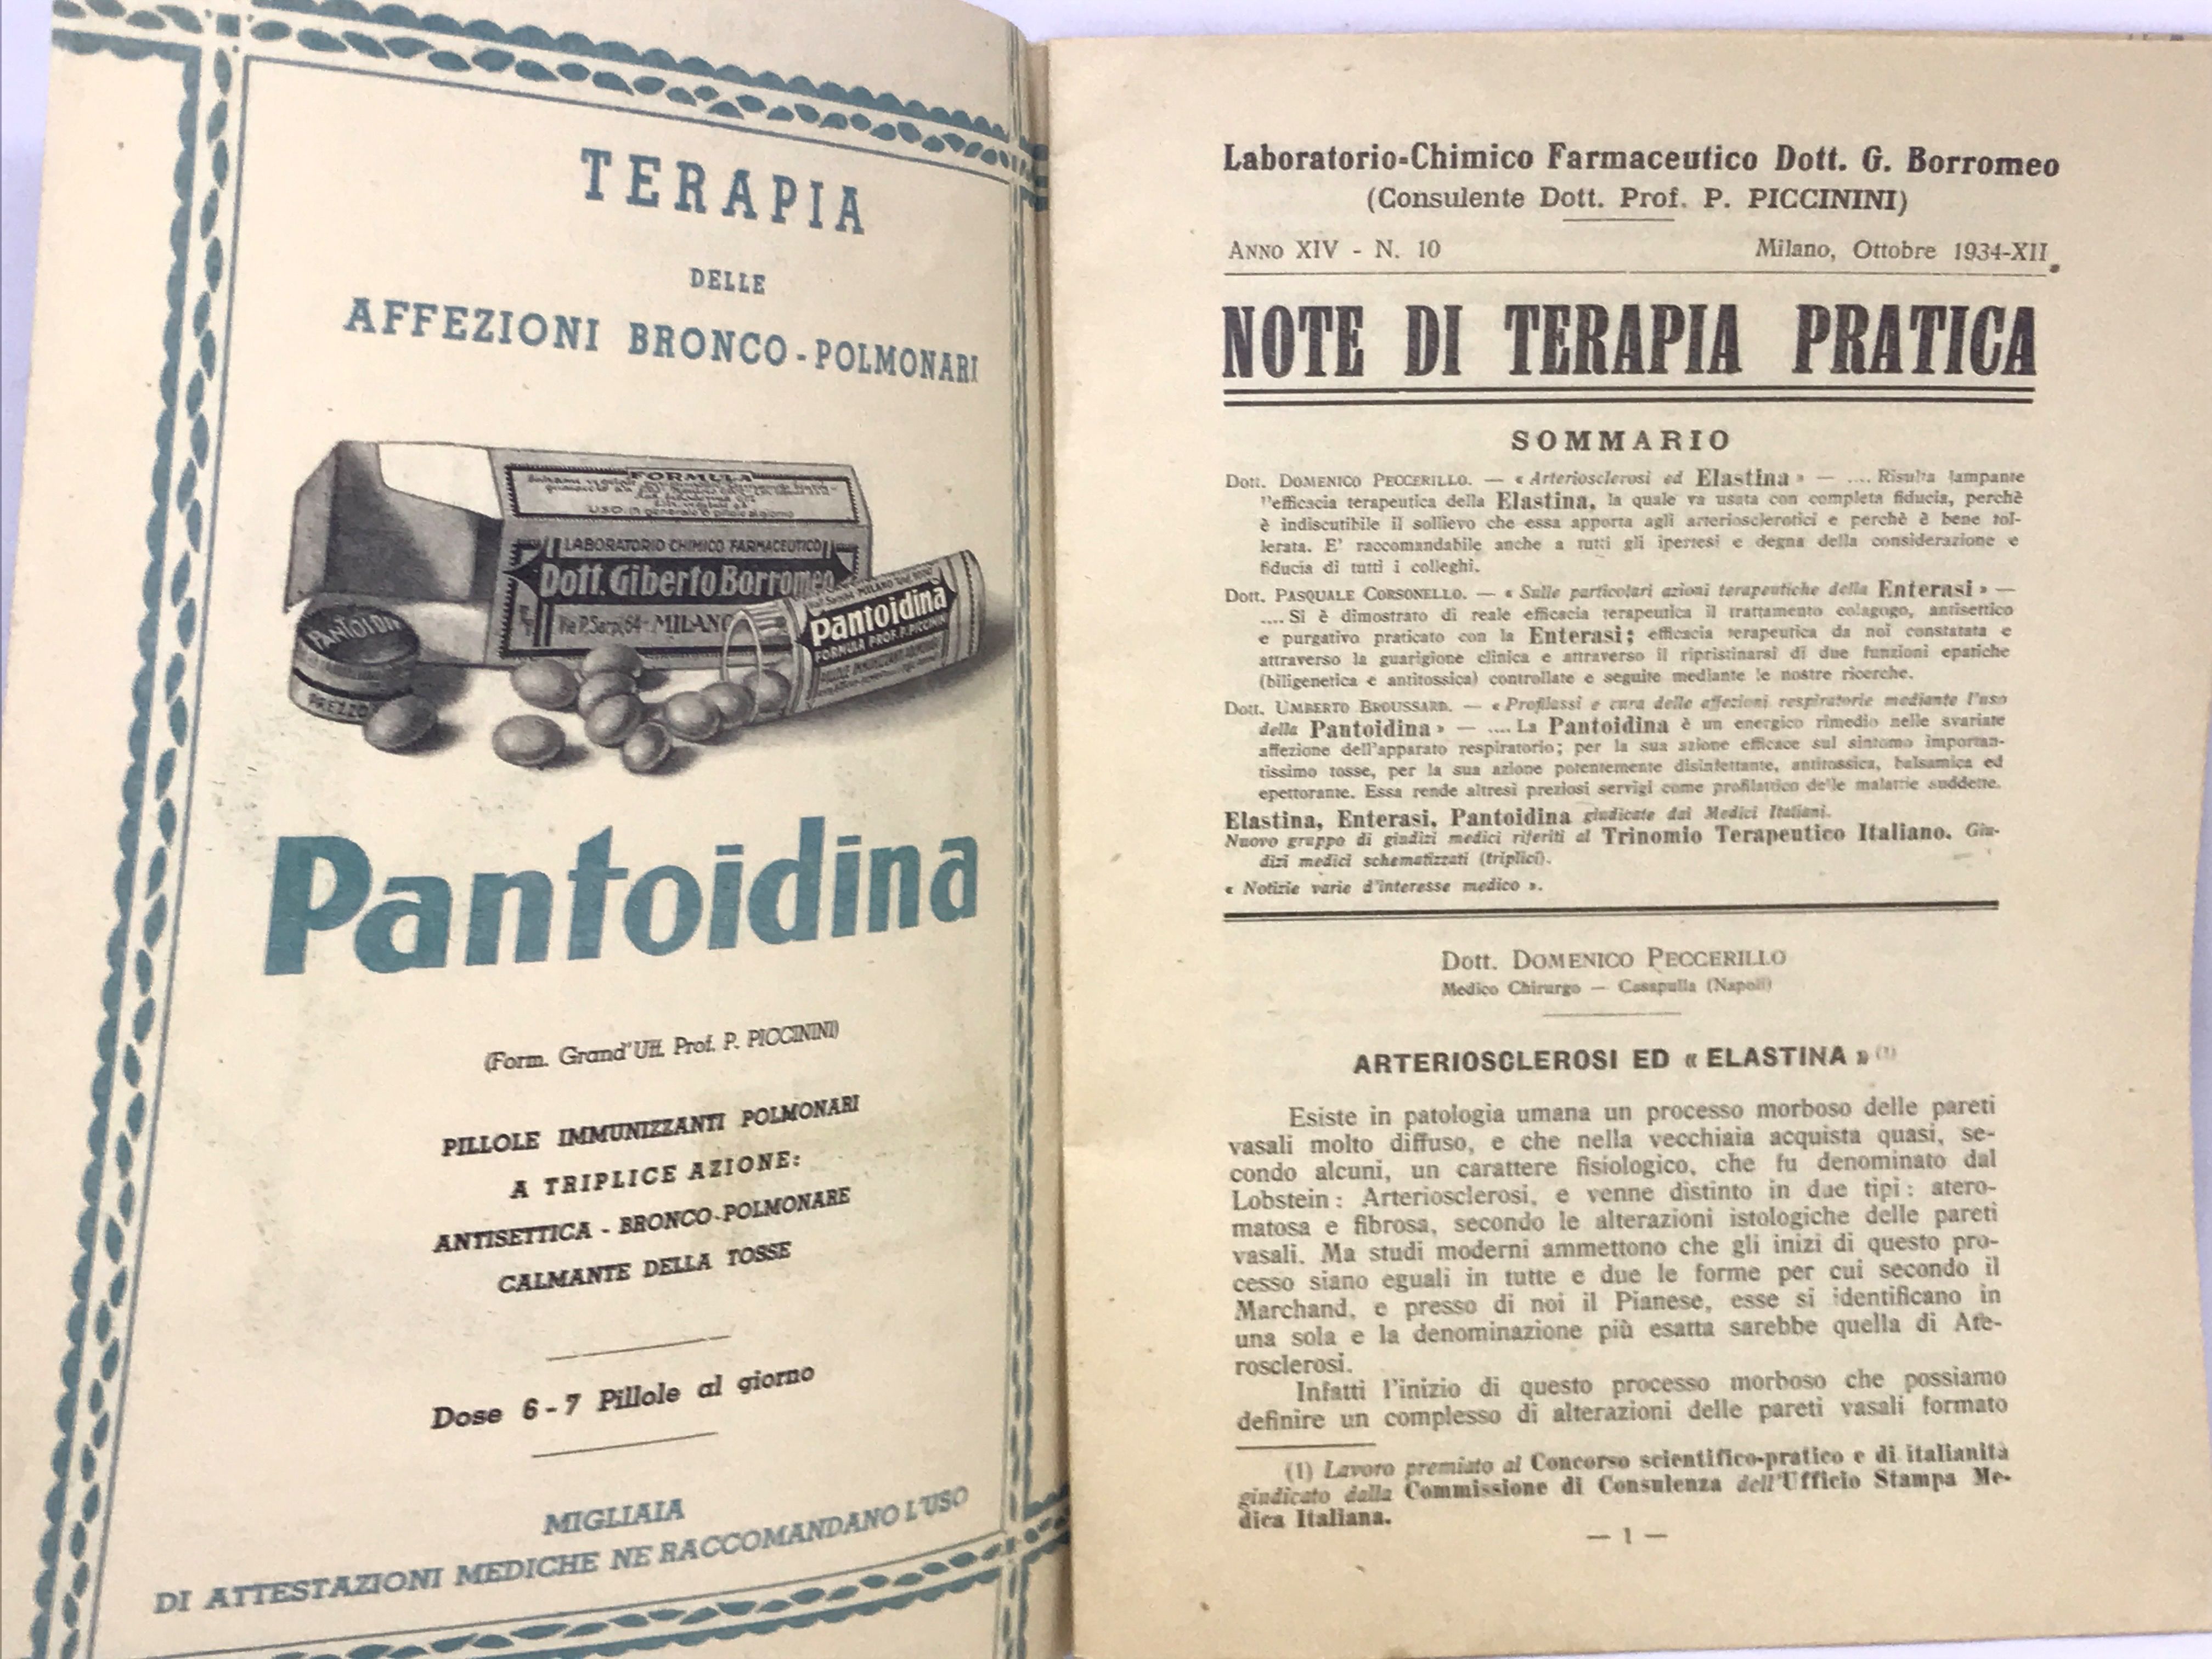 TERAPIA
DELLE
AFFEZIONI BRONCO-POLMONARI
FORMULA
USO: in generale 6 pillole al giorno
LABORATORIO CHIMICO FARMACEUTICO
Dott. Giberto Borromeo
Via P. Sarpi, 64 - MILANO
PANTOIDINA
PREZZO
Pantoidina
FORMULA PROF. P. PICCININI
Pantoidina
(Form. Grand'Uff. Prof. P. PICCININI)
PILLOLE IMMUNIZZANTI POLMONARI
A TRIPLICE AZIONE:
ANTISETTICA - BRONCO-POLMONARE
CALMANTE DELLA TOSSE
Dose 6-7 Pillole al giorno
MIGLIAIA
DI ATTESTAZIONI MEDICHE NE RACCOMANDANO L'USO
Laboratorio-Chimico Farmaceutico Dott. G. Borromeo
(Consulente Dott. Prof. P. PICCININI)
ANNO XIV - N. 10 Milano, Ottobre 1934-XII.
NOTE DI TERAPIA PRATICA
SOMMARIO
Dott. DOMENICO PECCERILLO. — « Arteriosclerosi ed Elastina » — .... Risulta lampante
l'efficacia terapeutica della Elastina, la quale va usata con completa fiducia, perchè
è indiscutibile il sollievo che essa apporta agli arteriosclerotici e perchè è bene tol-
lerata. E' raccomandabile anche a tutti gli ipertesi e degna della considerazione e
fiducia di tutti i colleghi.
Dott. PASQUALE CORSONELLO. — « Sulle particolari azioni terapeutiche della Enterasi » —
.... Si è dimostrato di reale efficacia terapeutica il trattamento colagogo, antisettico
e purgativo praticato con la Enterasi; efficacia terapeutica da noi constatata e
attraverso la guarigione clinica e attraverso il ripristinarsi di due funzioni epatiche
(biligenetica e antitossica) controllate e seguite mediante le nostre ricerche.
Dott. UMBERTO BROUSSARD. — « Profilassi e cura delle affezioni respiratorie mediante l'uso
della Pantoidina » — .... La Pantoidina è un energico rimedio nelle svariate
affezione dell'apparato respiratorio; per la sua azione efficace sul sintomo importan-
tissimo tosse, per la sua azione potentemente disinfettante, antitossica, balsamica ed
epettorante. Essa rende altresì preziosi servigi come profilattico delle malattie suddette.
Elastina, Enterasi, Pantoidina giudicate dai Medici Italiani.
Nuovo gruppo di giudizi medici riferiti al Trinomio Terapeutico Italiano. Giu-
dizi medici schematizzati (triplici).
« Notizie varie d'interesse medico ».
Dott. DOMENICO PECCERILLO
Medico Chirurgo — Casapulla (Napoli)
ARTERIOSCLEROSI ED « ELASTINA » (1)
Esiste in patologia umana un processo morboso delle pareti
vasali molto diffuso, e che nella vecchiaia acquista quasi, se-
condo alcuni, un carattere fisiologico, che fu denominato dal
Lobstein : Arteriosclerosi, e venne distinto in due tipi : atero-
matosa e fibrosa, secondo le alterazioni istologiche delle pareti
vasali. Ma studi moderni ammettono che gli inizi di questo pro-
cesso siano eguali in tutte e due le forme per cui secondo il
Marchand, e presso di noi il Pianese, esse si identificano in
una sola e la denominazione più esatta sarebbe quella di Ate-
rosclerosi.
Infatti l'inizio di questo processo morboso che possiamo
definire un complesso di alterazioni delle pareti vasali formato
(1) Lavoro premiato al Concorso scientifico-pratico e di italianità
giudicato dalla Commissione di Consulenza dell'Ufficio Stampa Me-
dica Italiana.
— 1 —